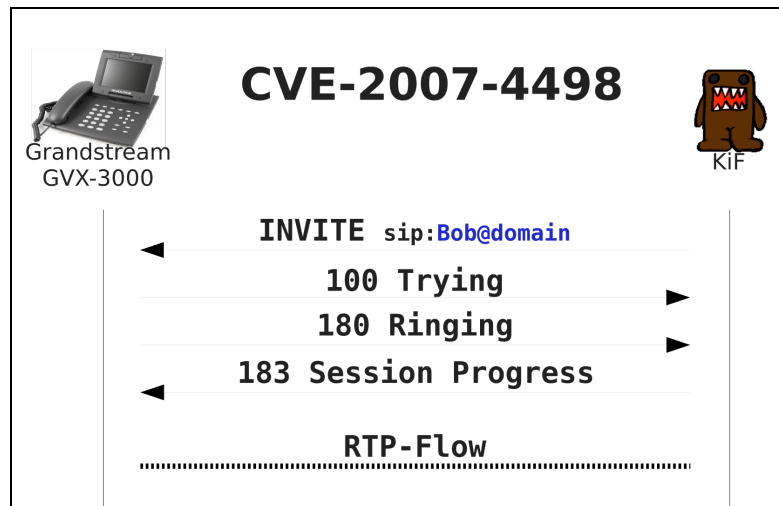 CVE-2007-4498
Grandstream
GVX-3000
KiF
INVITE sip:Bob@domain
100 Trying
180 Ringing
183 Session Progress
RTP-Flow